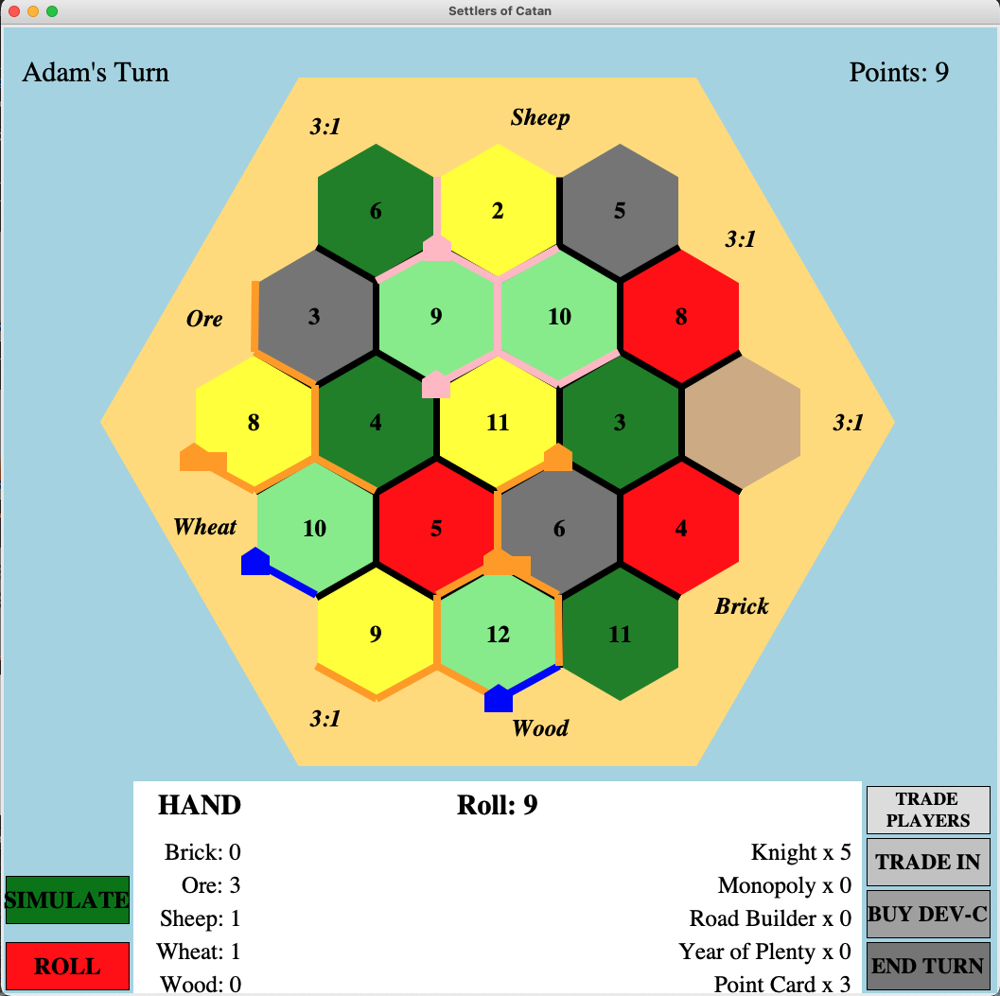 Settlers of Catan
Adam's Turn
Points: 9
Sheep
3:1
6
2
5
3:1
Ore
3
9
10
8
8
4
11
3
3:1
Wheat
10
5
6
4
Brick
9
12
11
3:1
Wood
HAND
Roll: 9
Brick: 0
Ore: 3
Sheep: 1
Wheat: 1
Wood: 0
Knight x 5
Monopoly x 0
Road Builder x 0
Year of Plenty x 0
Point Card x 3
SIMULATE
ROLL
TRADE
PLAYERS
TRADE IN
BUY DEV-C
END TURN